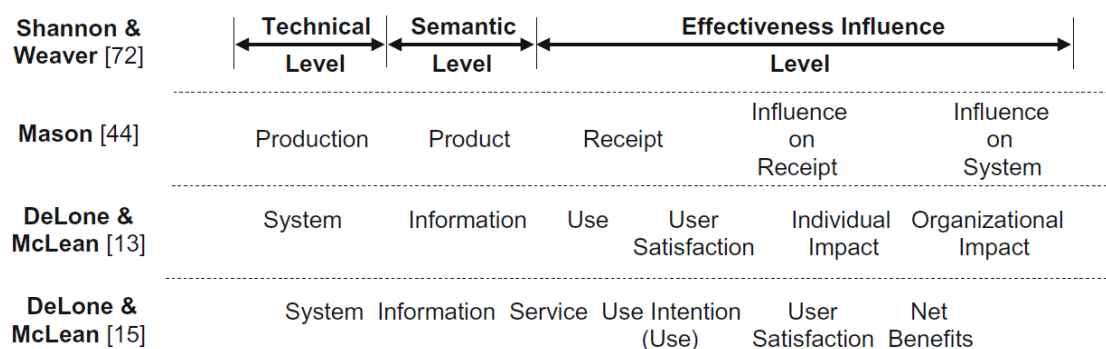 Shannon & Weaver [72] Technical Level Semantic Level Effectiveness Influence Level
Mason [44] Production Product Receipt Influence on Receipt Influence on System
DeLone & McLean [13] System Information Use User Satisfaction Individual Impact Organizational Impact
DeLone & McLean [15] System Information Service Use Intention (Use) User Satisfaction Net Benefits